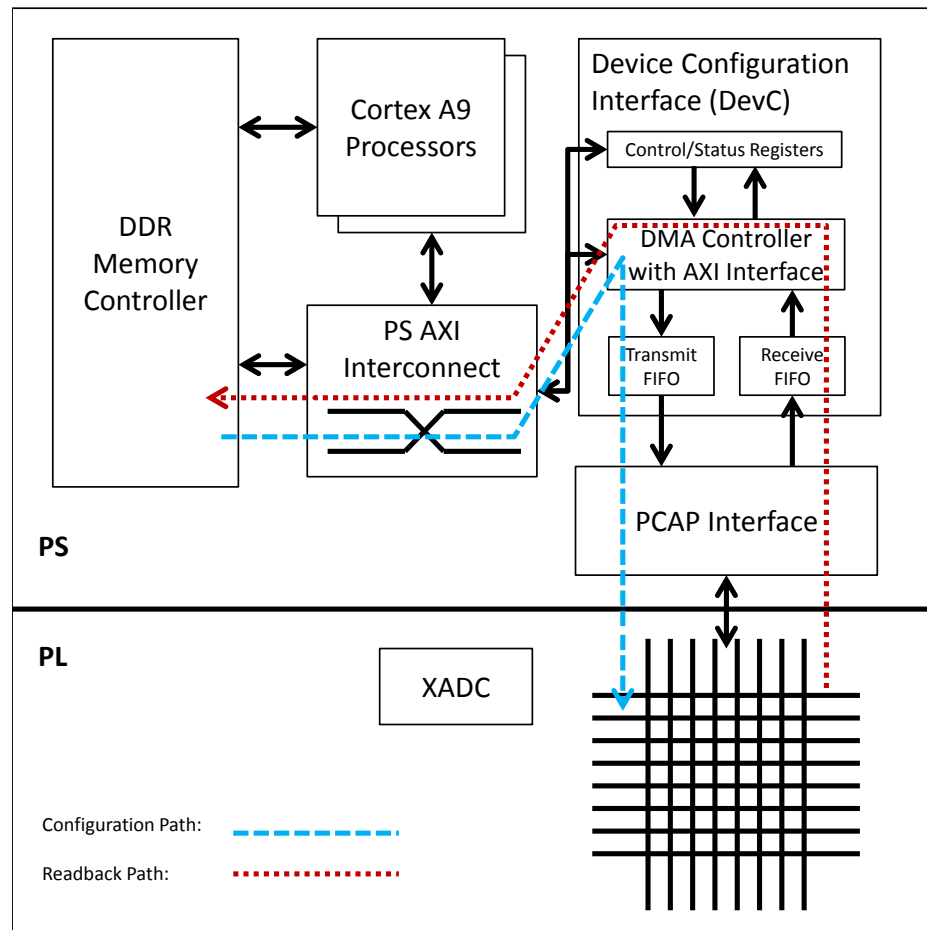 DDR
Memory
Controller
Cortex A9
Processors
PS AXI
Interconnect
Device Configuration
Interface (DevC)
Control/Status Registers
DMA Controller
with AXI Interface
Transmit
FIFO
Receive
FIFO
PCAP Interface
PS
PL
XADC
Configuration Path:
Readback Path: